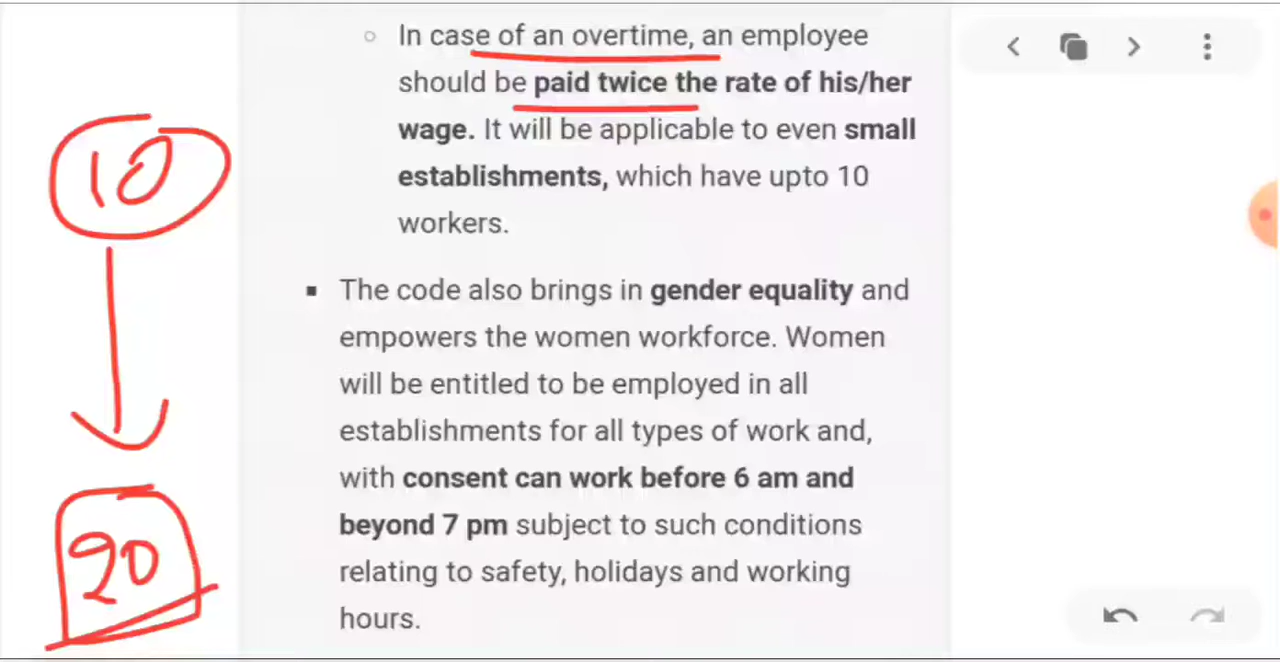 In case of an overtime, an employee
should be paid twice the rate of his/her
wage. It will be applicable to even small
establishments, which have upto 10
workers.
The code also brings in gender equality and
empowers the women workforce. Women
will be entitled to be employed in all
establishments for all types of work and,
with consent can work before 6 am and
beyond 7 pm subject to such conditions
relating to safety, holidays and working
hours.
10
20